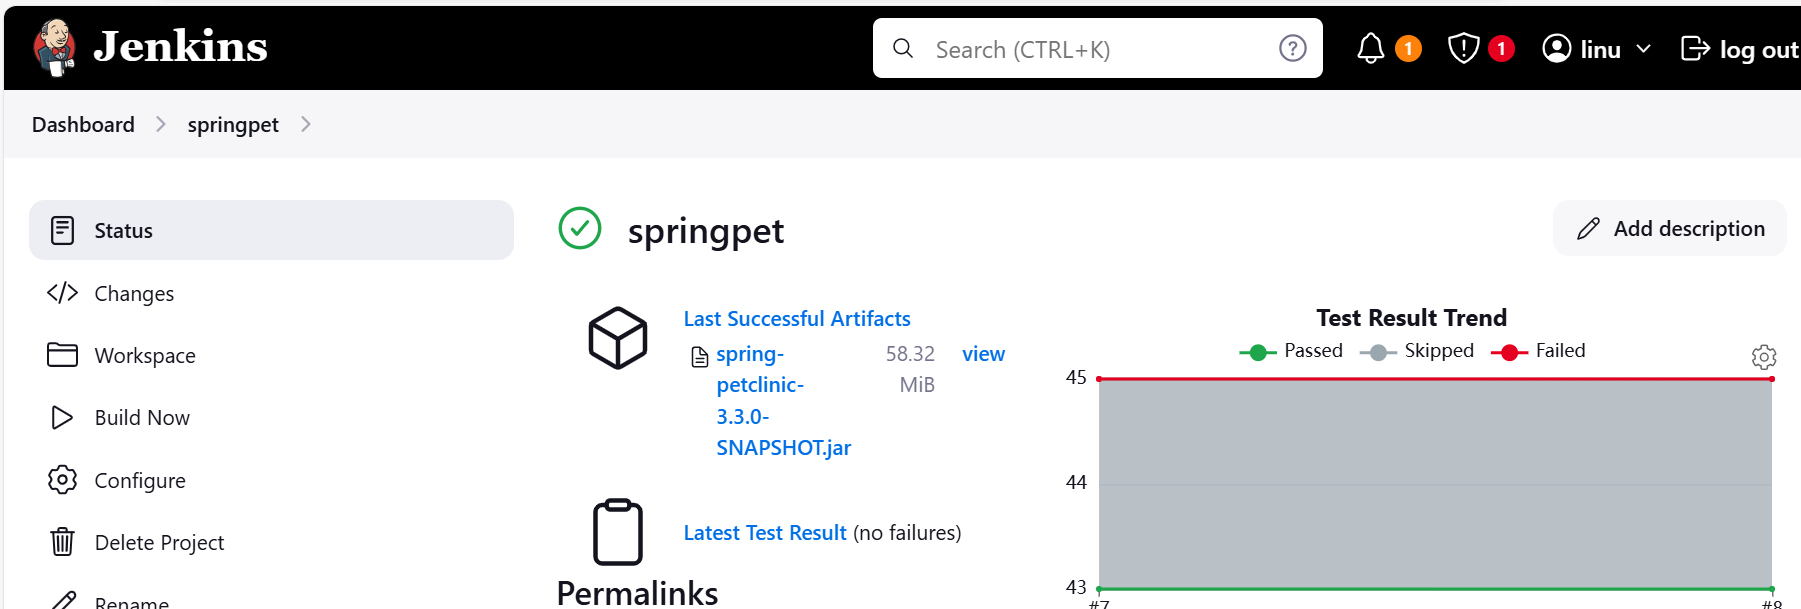 Jenkins
Search (CTRL+K)
1
1
linu
log out
Dashboard
springpet
Status
Changes
Workspace
Build Now
Configure
Delete Project
Rename
springpet
Add description
Last Successful Artifacts
spring-
petclinic-
3.3.0-
SNAPSHOT.jar
58.32
MiB
view
Latest Test Result (no failures)
Permalinks
Test Result Trend
Passed Skipped Failed
45
44
43
#7
#8